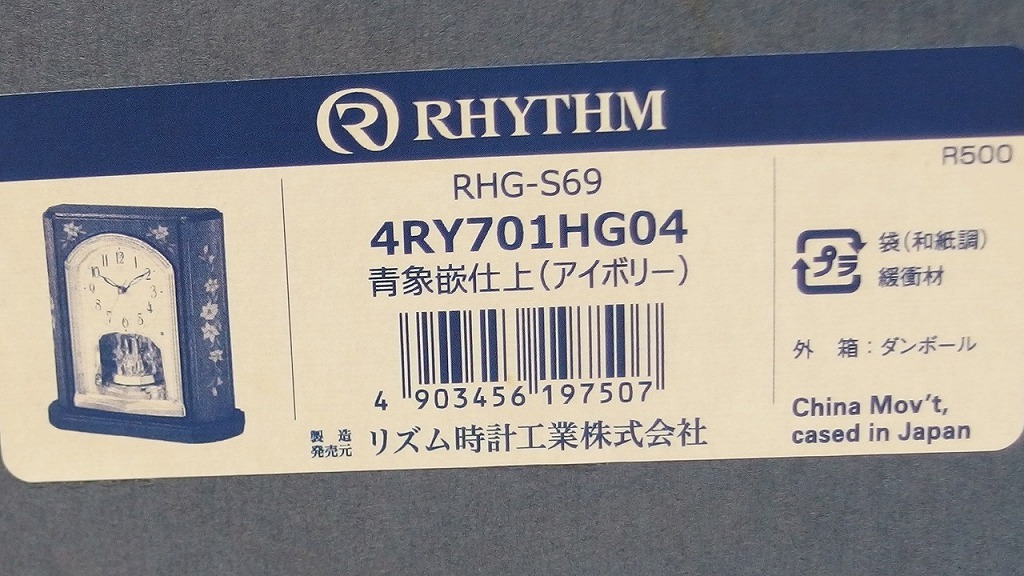 RHYTHM
R500
RHG-S69
4RY701HG04
青象嵌仕上(アイボリー)
4 903456 197507
製造
発売元
リズム時計工業株式会社
プラ
袋(和紙調)
緩衝材
外 箱:ダンボール
China Mov't,
cased in Japan